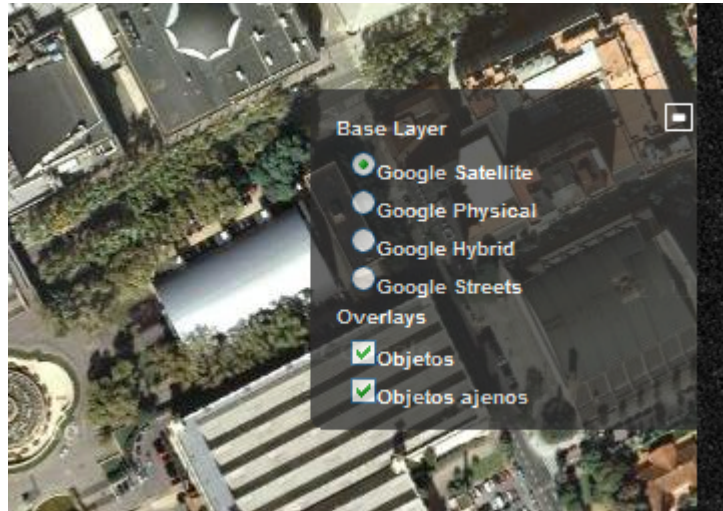 Base Layer
Google Satellite
Google Physical
Google Hybrid
Google Streets
Overlays
Objetos
Objetos ajenos